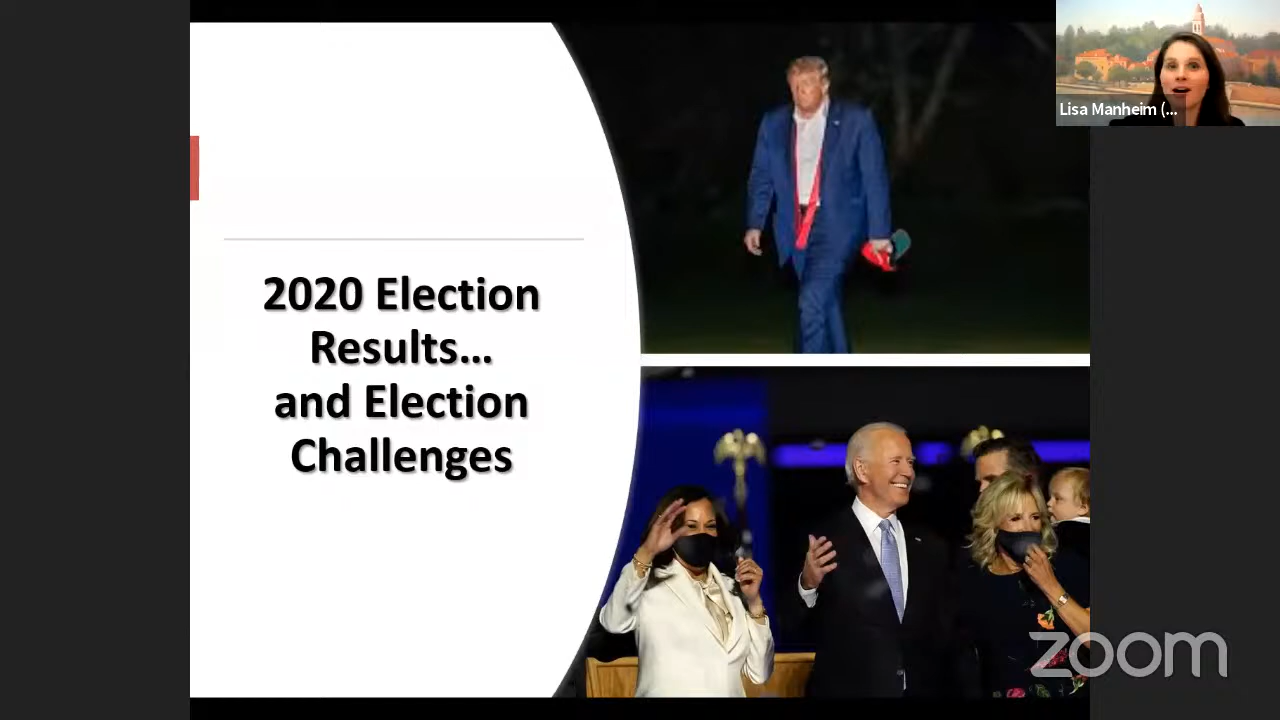 Lisa Manheim (...
2020 Election
Results...
and Election
Challenges
zoom